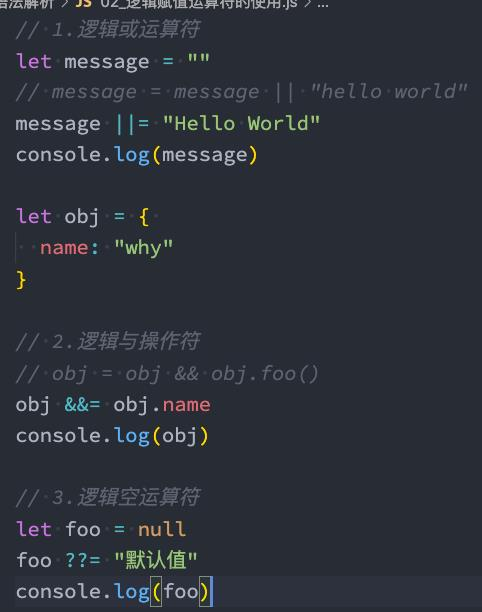 语法解析 > JS 02_逻辑赋值运算符的使用.js > ...
// 1.逻辑或运算符
let message = ""
// message = message || "hello world"
message ||= "Hello World"
console.log(message)
let obj = {
  name: "why"
}
// 2.逻辑与操作符
// obj = obj && obj.foo()
obj &&= obj.name
console.log(obj)
// 3.逻辑空运算符
let foo = null
foo ??= "默认值"
console.log(foo)